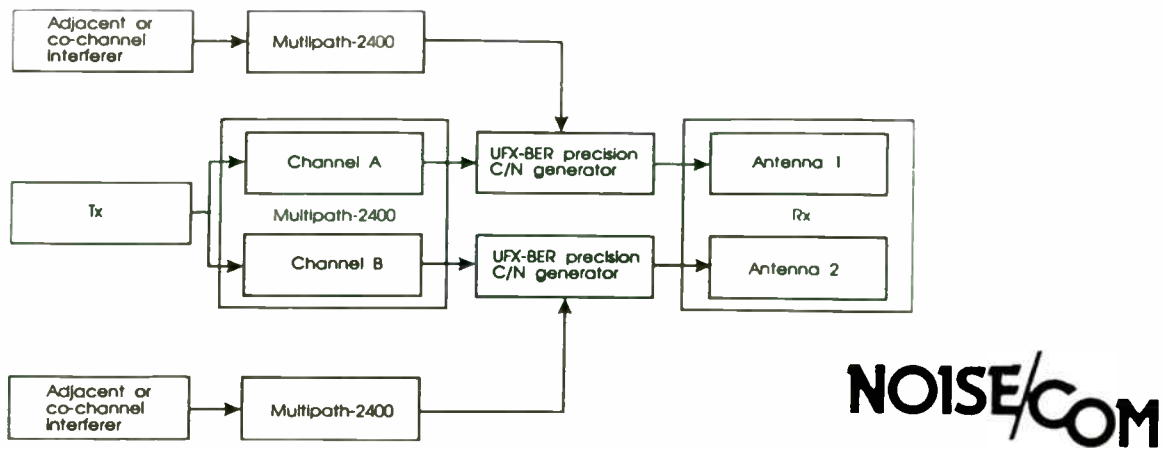 Adjacent or
co-channel
interferer
Mutlipath-2400
Channel A
UFX-BER precision
C/N generator
Antenna 1
Tx
Multipath-2400
Rx
Channel B
UFX-BER precision
C/N generator
Antenna 2
Adjacent or
co-channel
interferer
Multipath-2400
NOISE/COM